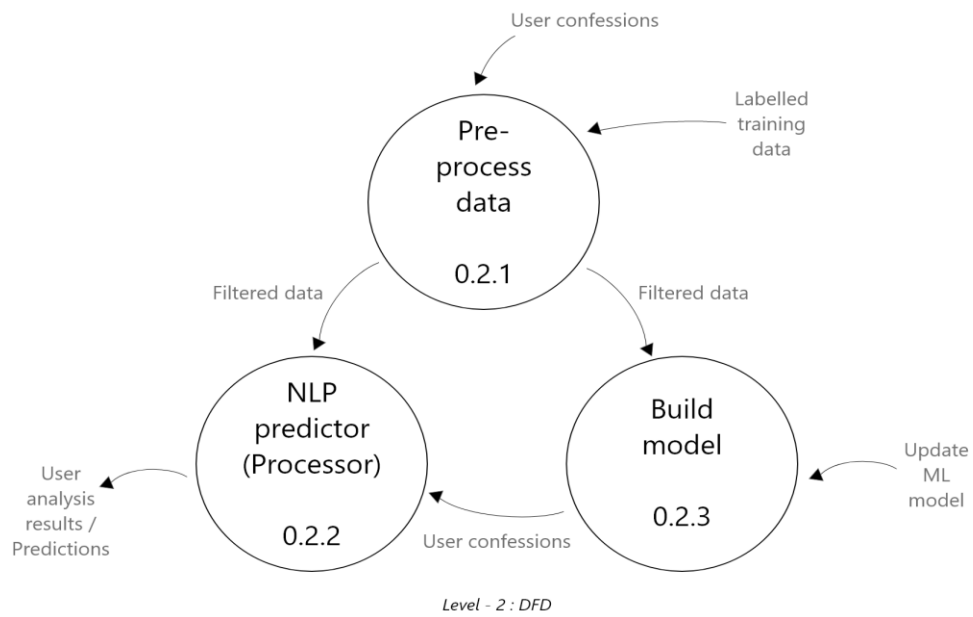 User confessions
Labelled
training
data
Pre-
process
data
0.2.1
Filtered data
Filtered data
NLP
predictor
(Processor)
0.2.2
Build
model
0.2.3
User
analysis
results /
Predictions
User confessions
Update
ML
model
Level - 2 : DFD